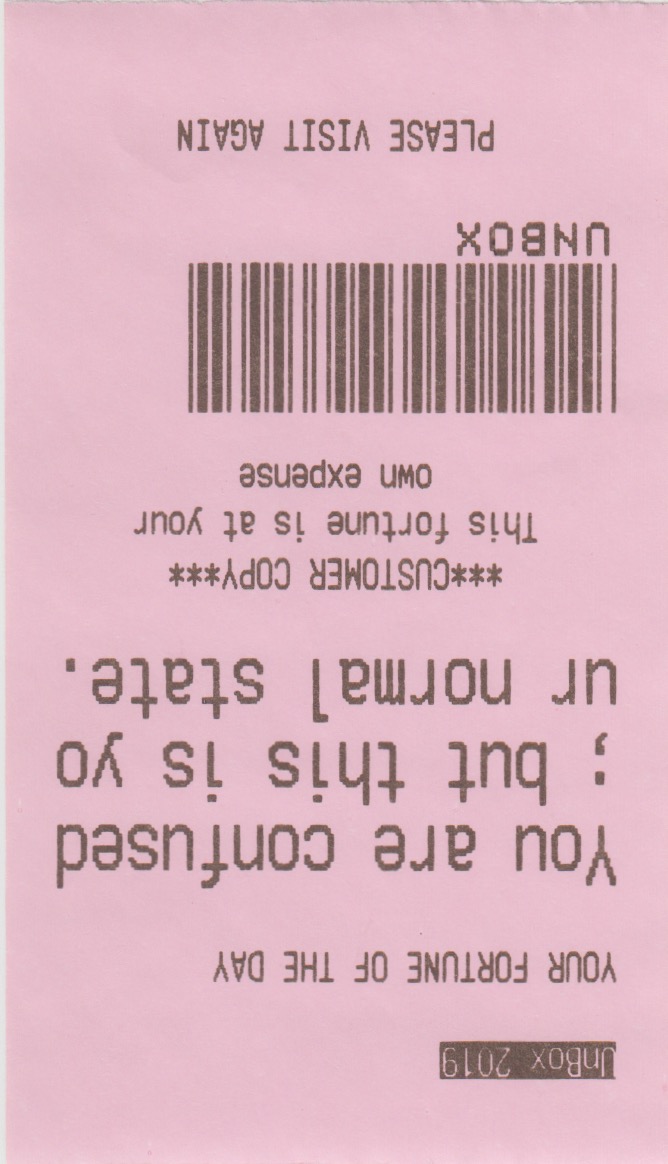 UnBox 2019
YOUR FORTUNE OF THE DAY
You are confused
; but this is yo
ur normal state.
***CUSTOMER COPY***
This fortune is at your
own expense
UNBOX
PLEASE VISIT AGAIN